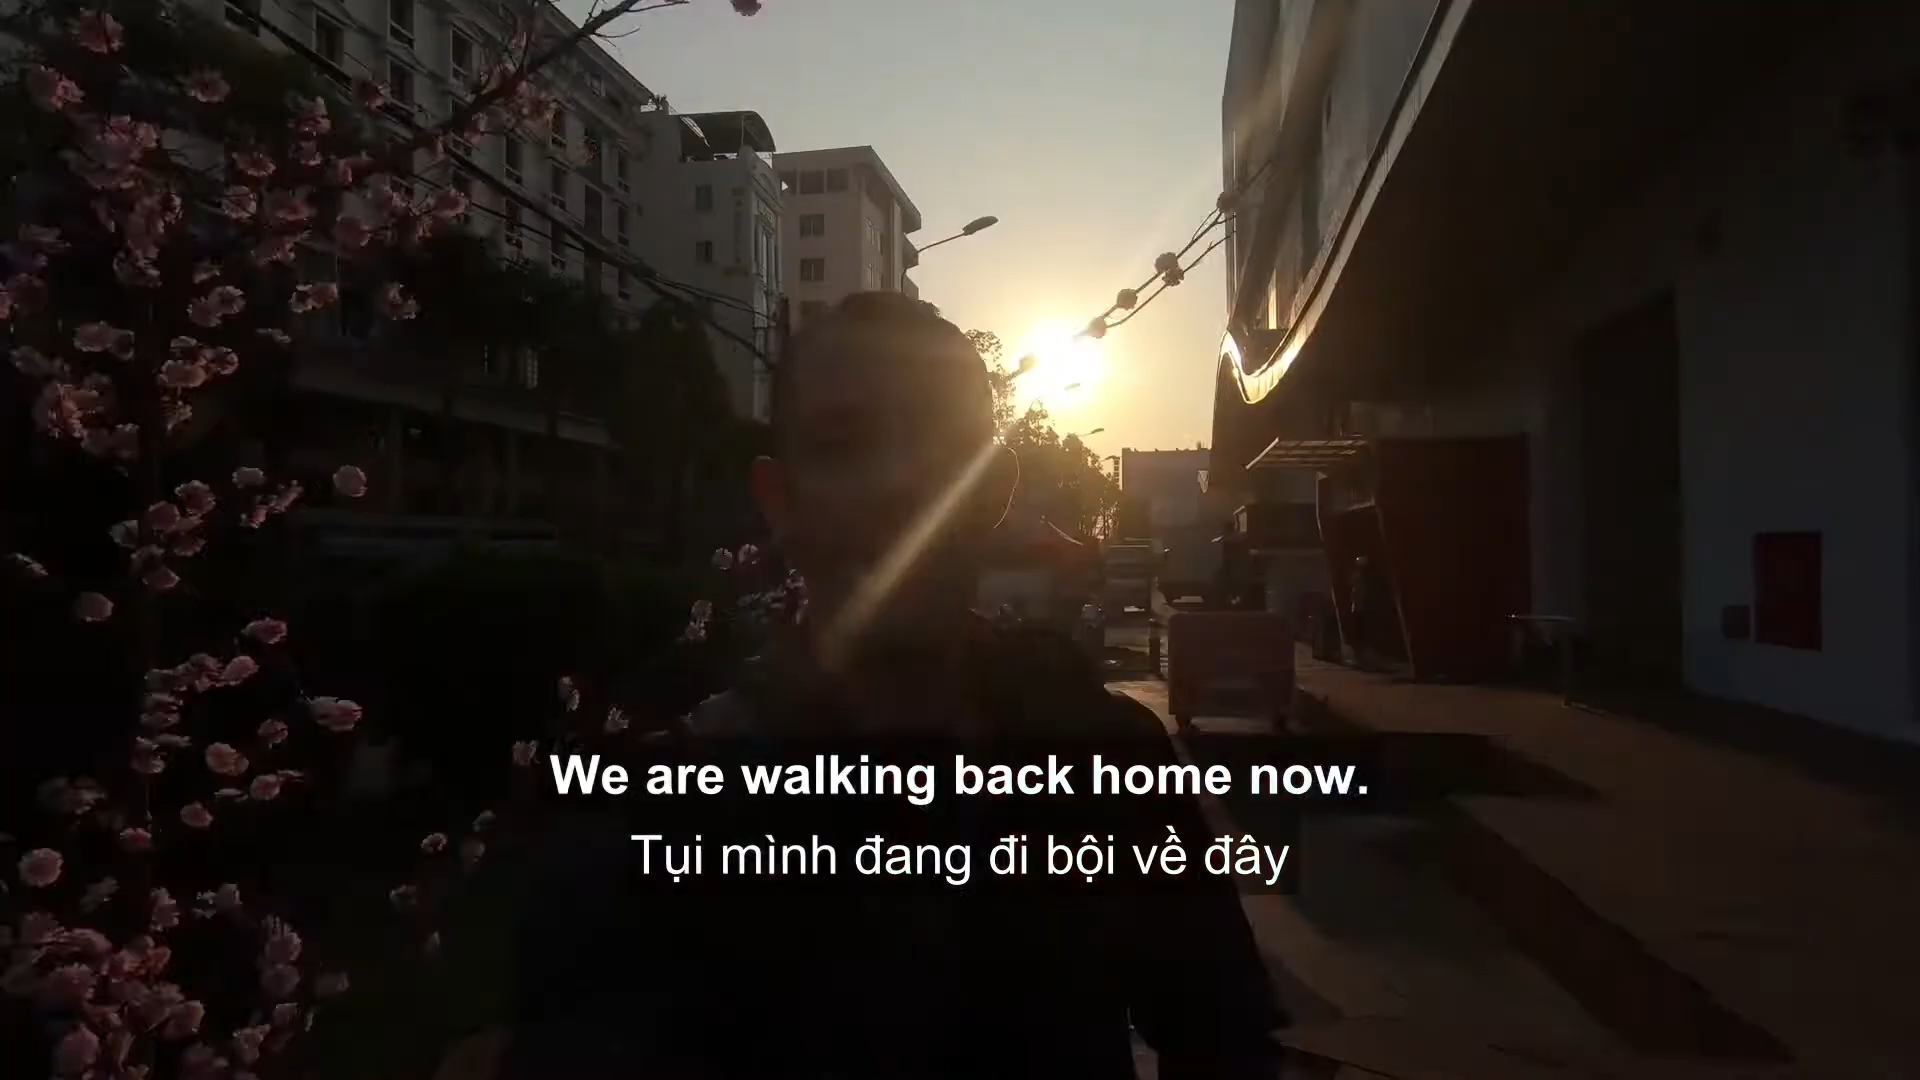 We are walking back home now.
Tụi mình đang đi bội về đây